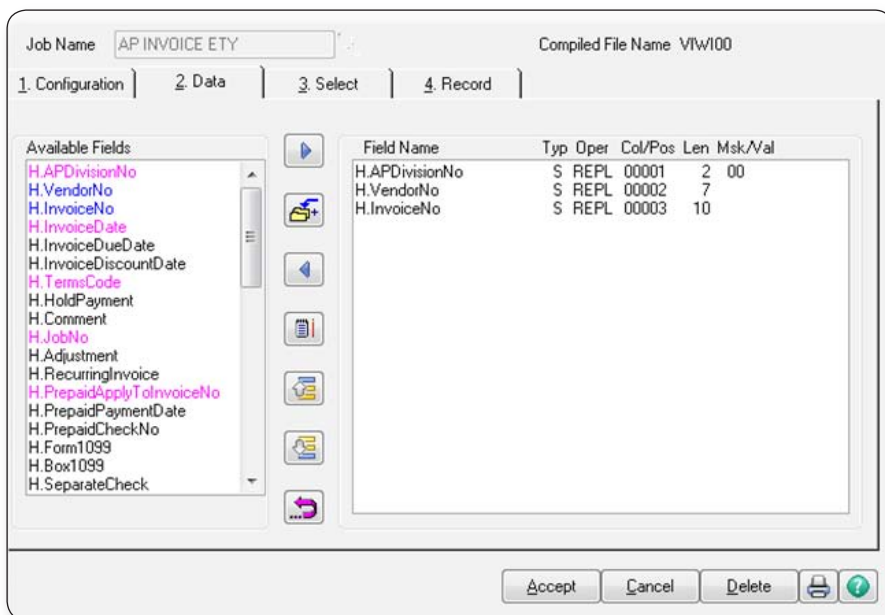 Job Name AP INVOICE ETY Compiled File Name VIWI00
1. Configuration 2. Data 3. Select 4. Record
Available Fields
H.APDivisionNo
H.VendorNo
H.InvoiceNo
H.InvoiceDate
H.InvoiceDueDate
H.InvoiceDiscountDate
H.TermsCode
H.HoldPayment
H.Comment
H.JobNo
H.Adjustment
H.RecurringInvoice
H.PrepaidApplyToInvoiceNo
H.PrepaidPaymentDate
H.PrepaidCheckNo
H.Form1099
H.Box1099
H.SeparateCheck
Field Name Typ Oper Col/Pos Len Msk/Val
H.APDivisionNo S REPL 00001 2 00
H.VendorNo S REPL 00002 7
H.InvoiceNo S REPL 00003 10
Accept Cancel Delete